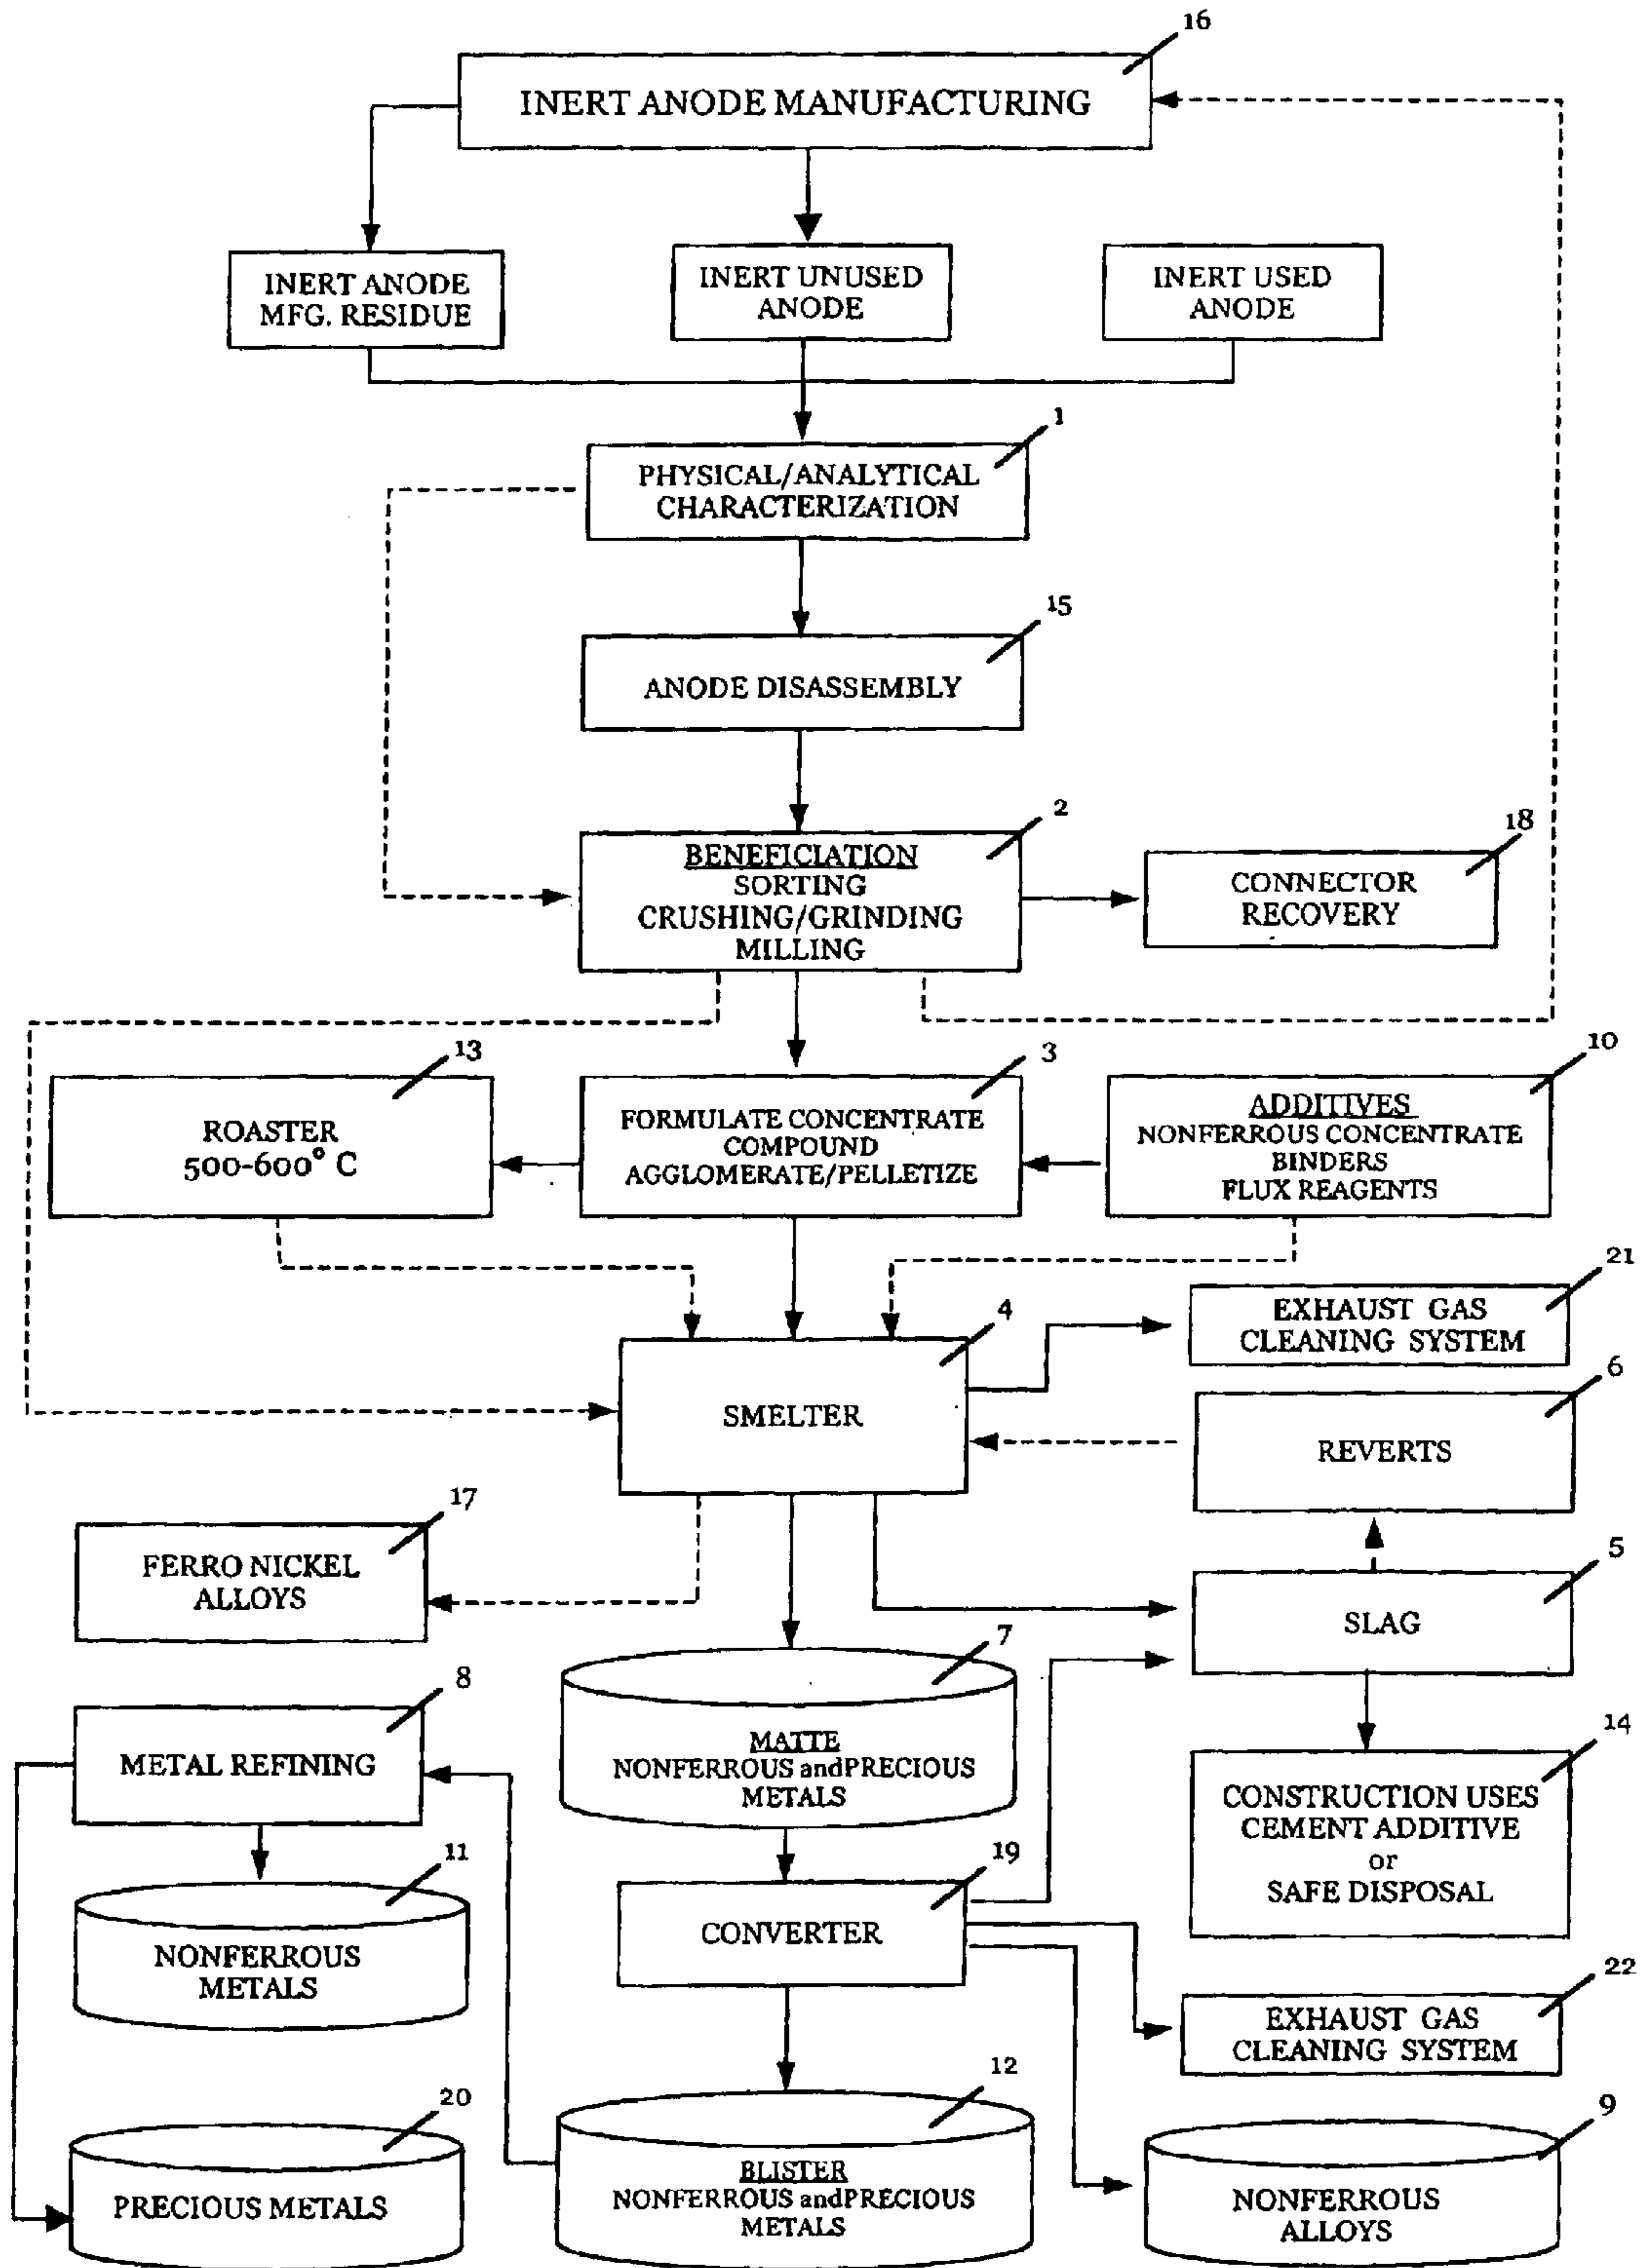 16
INERT ANODE MANUFACTURING
INERT ANODE
MFG. RESIDUE
INERT UNUSED
ANODE
INERT USED
ANODE
1
PHYSICAL/ANALYTICAL
CHARACTERIZATION
15
ANODE DISASSEMBLY
2
BENEFICIATION
SORTING
CRUSHING/GRINDING
MILLING
18
CONNECTOR
RECOVERY
13
ROASTER
500-600° C
3
FORMULATE CONCENTRATE
COMPOUND
AGGLOMERATE/PELLETIZE
10
ADDITIVES
NONFERROUS CONCENTRATE
BINDERS
FLUX REAGENTS
21
EXHAUST GAS
CLEANING SYSTEM
4
SMELTER
6
REVERTS
17
FERRO NICKEL
ALLOYS
5
SLAG
7
MATTE
NONFERROUS andPRECIOUS
METALS
8
METAL REFINING
14
CONSTRUCTION USES
CEMENT ADDITIVE
or
SAFE DISPOSAL
11
NONFERROUS
METALS
19
CONVERTER
22
EXHAUST GAS
CLEANING SYSTEM
20
PRECIOUS METALS
12
BLISTER
NONFERROUS andPRECIOUS
METALS
9
NONFERROUS
ALLOYS